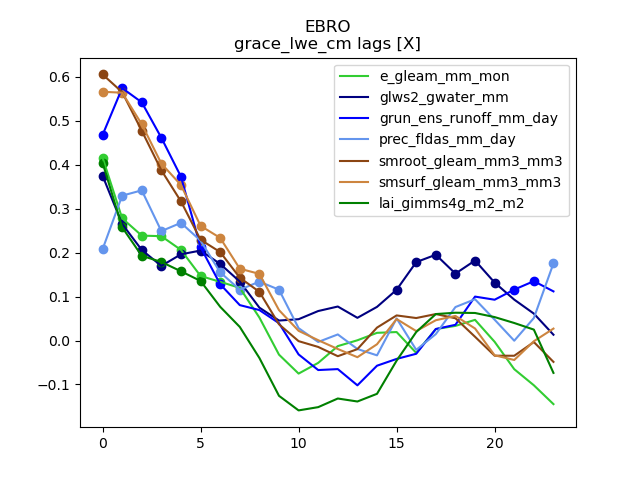 EBRO
grace_lwe_cm lags [X]
e_gleam_mm_mon
glws2_gwater_mm
grun_ens_runoff_mm_day
prec_fldas_mm_day
smroot_gleam_mm3_mm3
smsurf_gleam_mm3_mm3
lai_gimms4g_m2_m2
0.6
0.5
0.4
0.3
0.2
0.1
0.0
−0.1
0 5 10 15 20